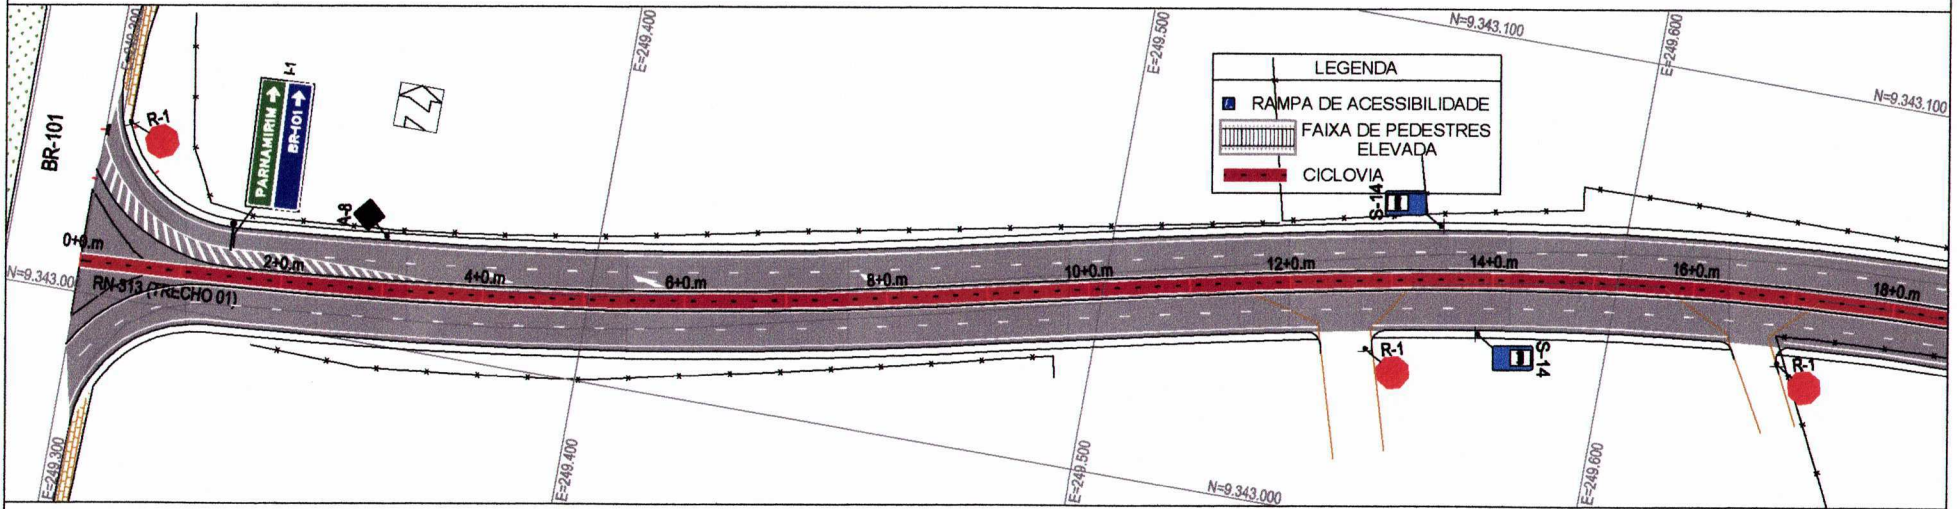 E=249.300
E=249.400
E=249.500
E=249.600
N=9.343.100
N=9.343.100
BR-101
R-1
PARNAMIRIM
BR-101
I-1
A-8
LEGENDA
RAMPA DE ACESSIBILIDADE
FAIXA DE PEDESTRES
ELEVADA
CICLOVIA
S-14
0+0.m
2+0.m
4+0.m
6+0.m
8+0.m
10+0.m
12+0.m
14+0.m
16+0.m
18+0.m
N=9.343.00
RN-313 (TRECHO 01)
R-1
S-14
R-1
E=249.300
E=249.400
E=249.500
E=249.600
N=9.343.000